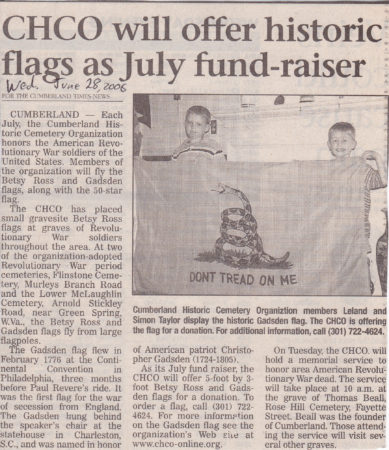 CHCO will offer historic
flags as July fund-raiser
Wed. June 28, 2006
FOR THE CUMBERLAND TIMES-NEWS
CUMBERLAND — Each
July, the Cumberland His-
toric Cemetery Organization
honors the American Revo-
lutionary War soldiers of the
United States. Members of
the organization will fly the
Betsy Ross and Gadsden
flags, along with the 50-star
flag.
The CHCO has placed
small gravesite Betsy Ross
flags at graves of Revolu-
tionary War soldiers
throughout the area. At two
of the organization-adopted
Revolutionary War period
cemeteries, Flinstone Ceme-
tery, Murleys Branch Road
and the Lower McLaughlin
Cemetery, Arnold Stickley
Road, near Green Spring,
W.Va., the Betsy Ross and
Gadsden flags fly from large
flagpoles.
The Gadsden flag flew in
February 1776 at the Conti-
nental Convention in
Philadelphia, three months
before Paul Revere's ride. It
was the first flag for the war
of secession from England.
The Gadsden hung behind
the speaker's chair at the
statehouse in Charleston,
S.C., and was named in honor
DONT TREAD ON ME
Cumberland Historic Cemetery Organiztion members Leland and
Simon Taylor display the historic Gadsden flag. The CHCO is offering
the flag for a donation. For additional information, call (301) 722-4624.
of American patriot Christo-
pher Gadsden (1724-1805).
As its July fund raiser, the
CHCO will offer 5-foot by 3-
foot Betsy Ross and Gads-
den flags for a donation. To
order a flag, call (301) 722-
4624. For more information
on the Gadsden flag see the
organization's Web site at
www.chco-online.org.
On Tuesday, the CHCO. will
hold a memorial service to
honor area American Revolu-
tionary War dead. The service
will take place at 10 a.m. at
the grave of Thomas Beall,
Rose Hill Cemetery, Fayette
Street. Beall was the founder
of Cumberland. Those attend-
ing the service will visit sev-
eral other graves.